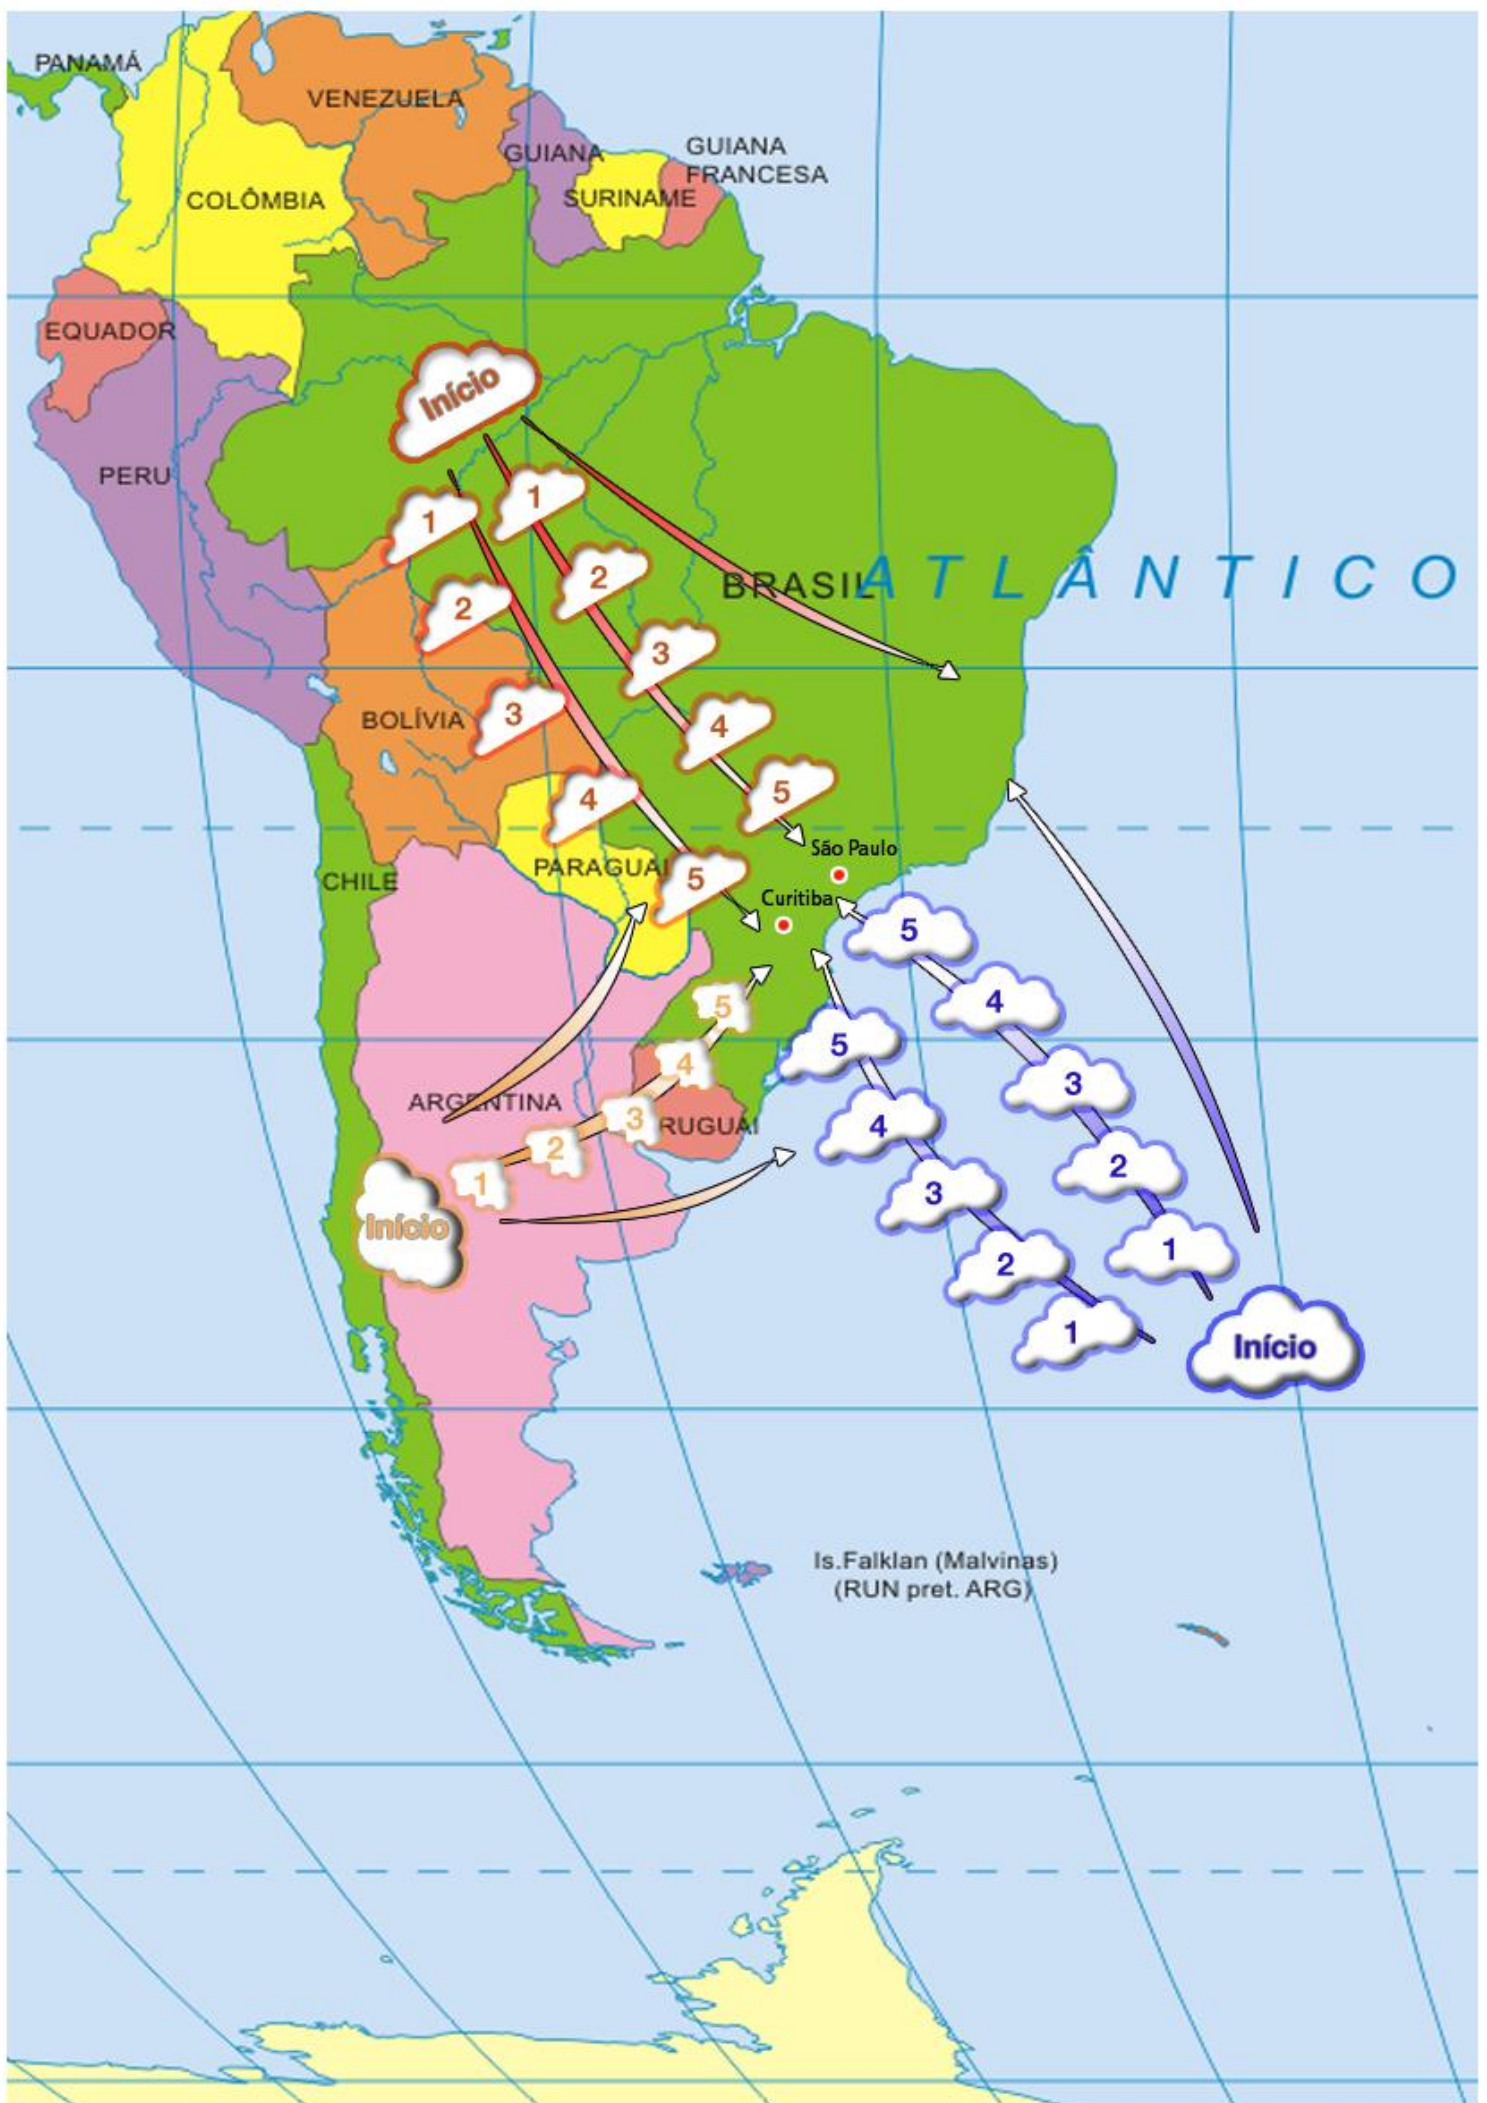 PANAMÁ
VENEZUELA
GUIANA
GUIANA
FRANCESA
SURINAME
COLÔMBIA
EQUADOR
Início
PERU
1
1
2
2
BRASIL
ATLÂNTICO
3
3
BOLÍVIA
4
4
5
São Paulo
PARAGUAI
5
CHILE
Curitiba
5
4
5
5
4
3
ARGENTINA
3
RUGUAI
4
2
2
1
3
Início
1
2
1
Início
Is.Falklan (Malvinas)
(RUN pret. ARG)